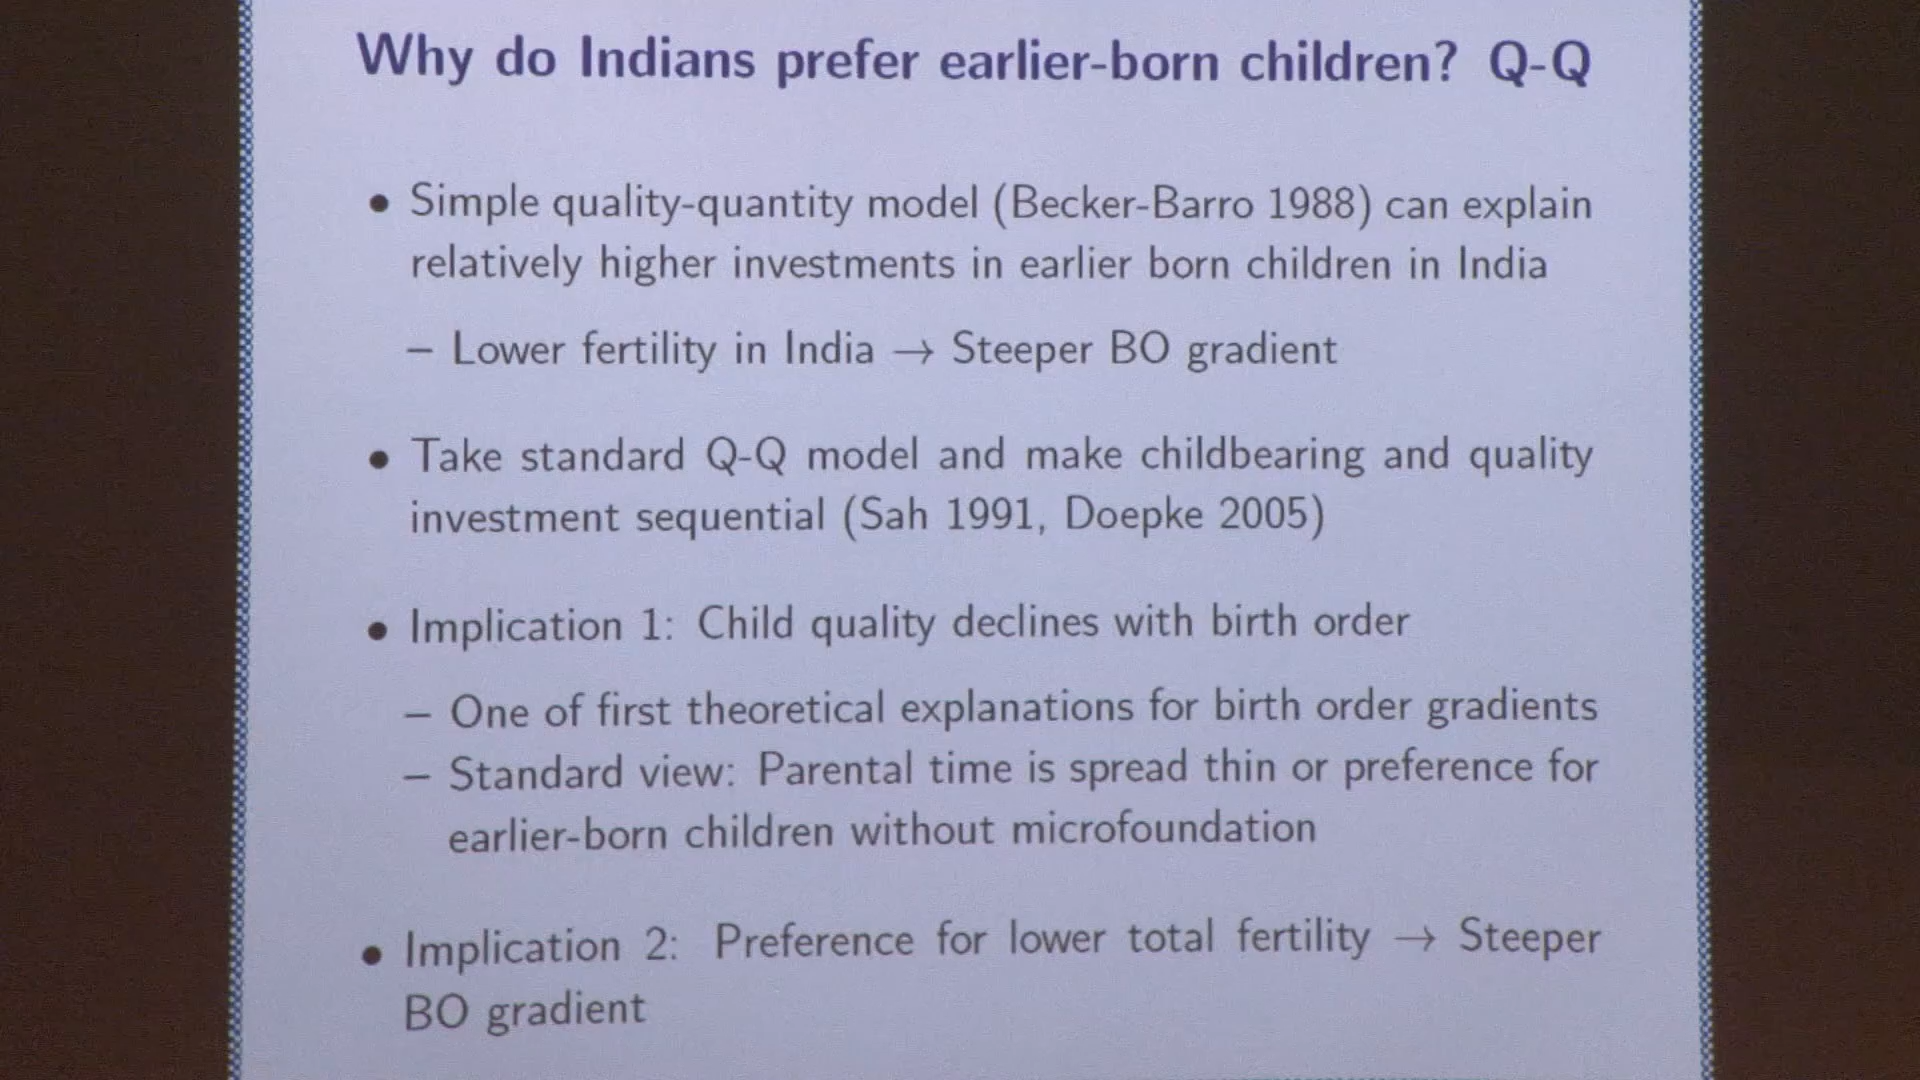 Why do Indians prefer earlier-born children? Q-Q
• Simple quality-quantity model (Becker-Barro 1988) can explain
relatively higher investments in earlier born children in India
– Lower fertility in India → Steeper BO gradient
• Take standard Q-Q model and make childbearing and quality
investment sequential (Sah 1991, Doepke 2005)
• Implication 1: Child quality declines with birth order
– One of first theoretical explanations for birth order gradients
– Standard view: Parental time is spread thin or preference for
earlier-born children without microfoundation
• Implication 2: Preference for lower total fertility → Steeper
BO gradient